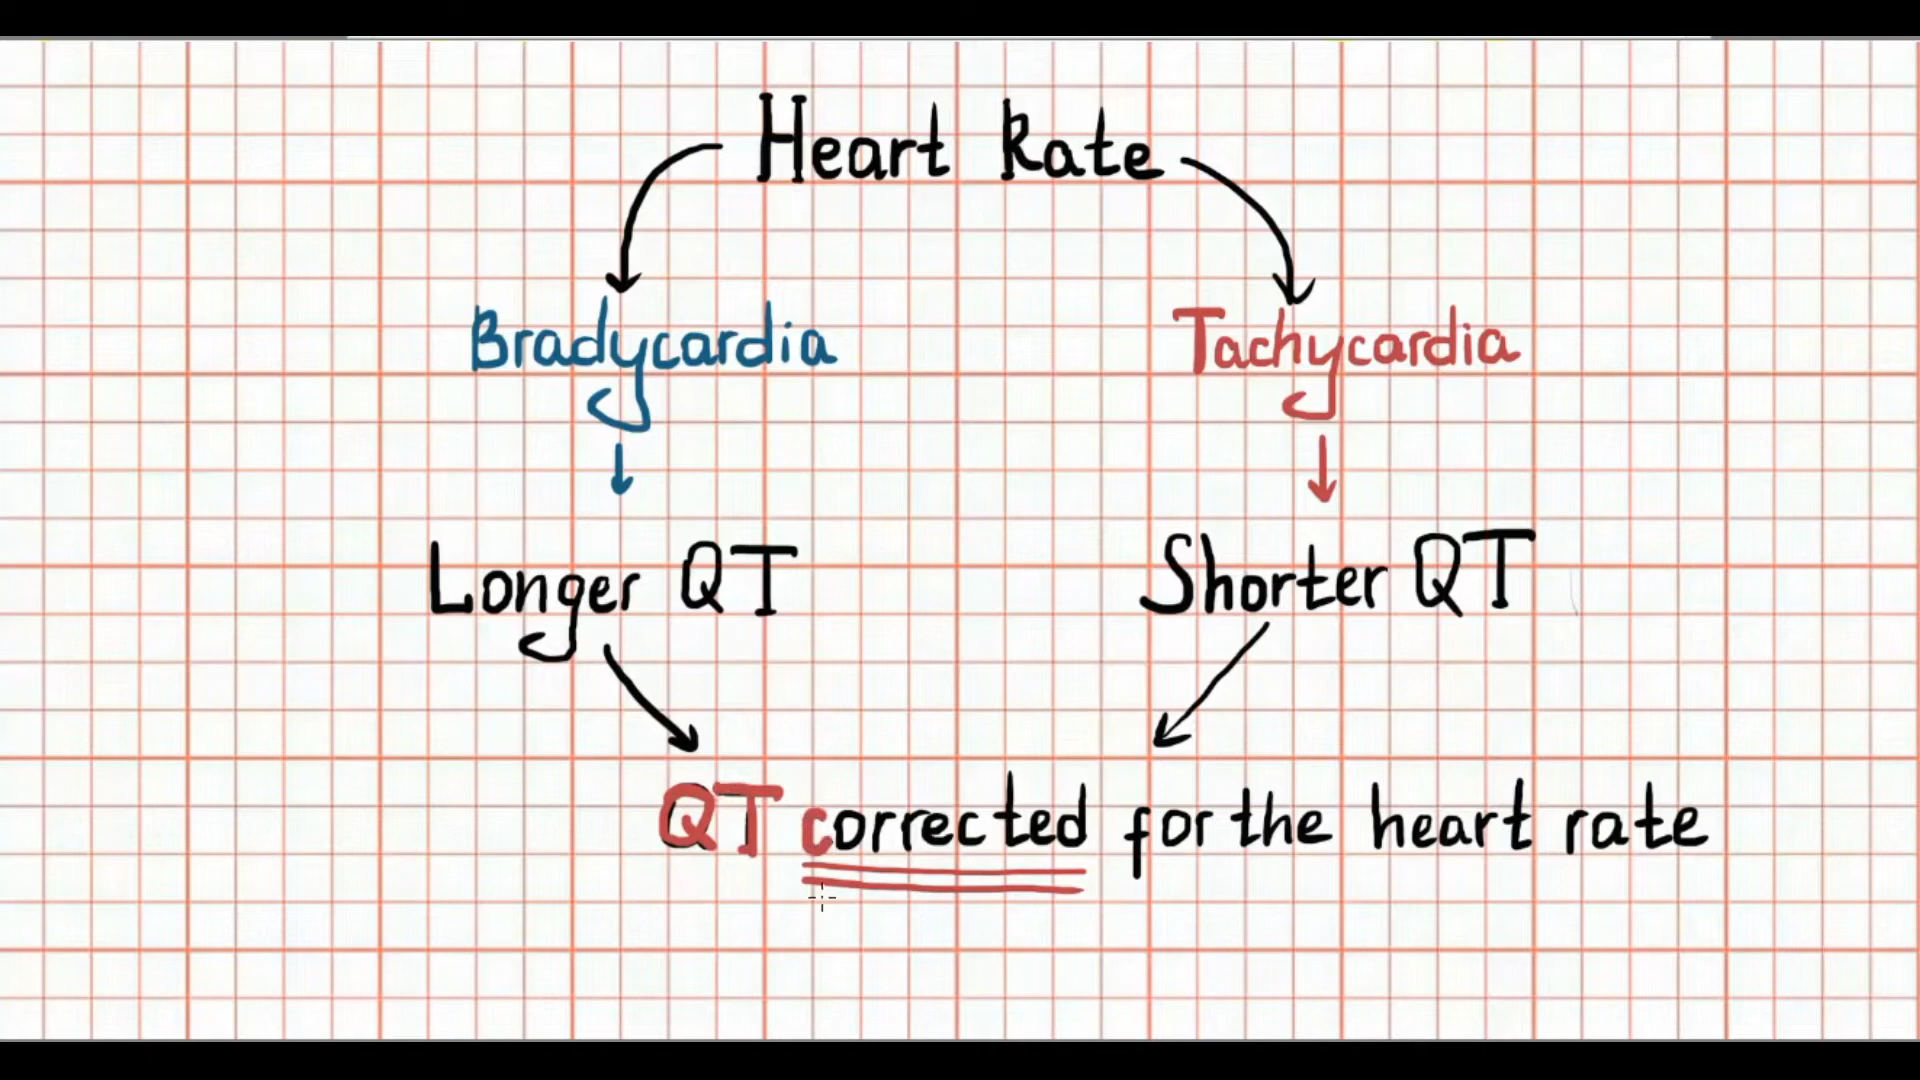 Heart Rate
Bradycardia
Tachycardia
Longer QT
Shorter QT
QT corrected for the heart rate